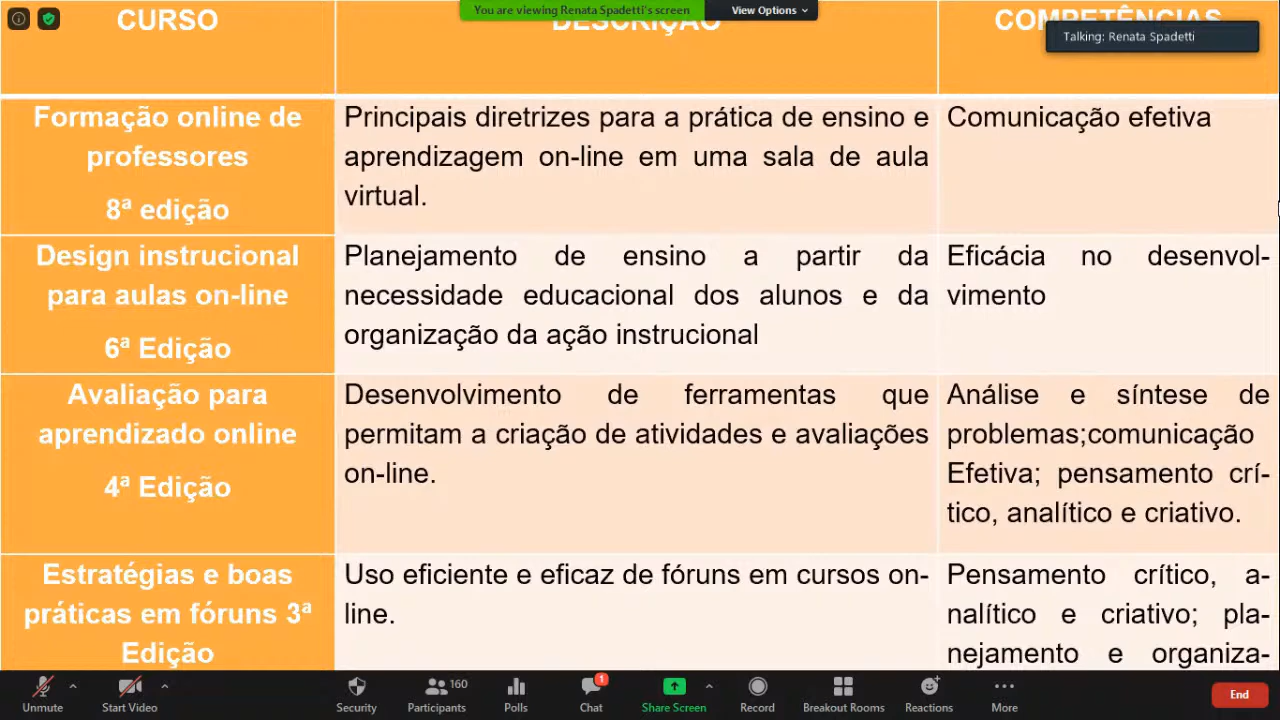 You are viewing Renata Spadetti's screen
View Options
CURSO
DESCRIÇÃO
COMPETÊNCIAS
Talking: Renata Spadetti
Formação online de
professores
8ª edição
Principais diretrizes para a prática de ensino e
aprendizagem on-line em uma sala de aula
virtual.
Comunicação efetiva
Design instrucional
para aulas on-line
6ª Edição
Planejamento de ensino a partir da
necessidade educacional dos alunos e da
organização da ação instrucional
Eficácia no desenvol-
vimento
Avaliação para
aprendizado online
4ª Edição
Desenvolvimento de ferramentas que
permitam a criação de atividades e avaliações
on-line.
Análise e síntese de
problemas;comunicação
Efetiva; pensamento crí-
tico, analítico e criativo.
Estratégias e boas
práticas em fóruns 3ª
Edição
Uso eficiente e eficaz de fóruns em cursos on-
line.
Pensamento crítico, a-
nalítico e criativo; pla-
nejamento e organiza-
Unmute
Start Video
Security
Participants
160
Polls
Chat
1
Share Screen
Record
Breakout Rooms
Reactions
More
End